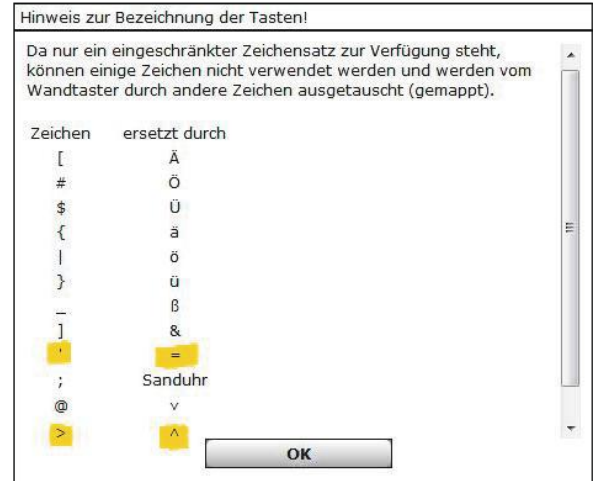 Hinweis zur Bezeichnung der Tasten!
Da nur ein eingeschränkter Zeichensatz zur Verfügung steht,
können einige Zeichen nicht verwendet werden und werden vom
Wandtaster durch andere Zeichen ausgetauscht (gemappt).
Zeichen ersetzt durch
[ Ä
# Ö
$ Ü
{ ä
| ö
} ü
_ ß
] &
' =
; Sanduhr
@ v
> ^
OK